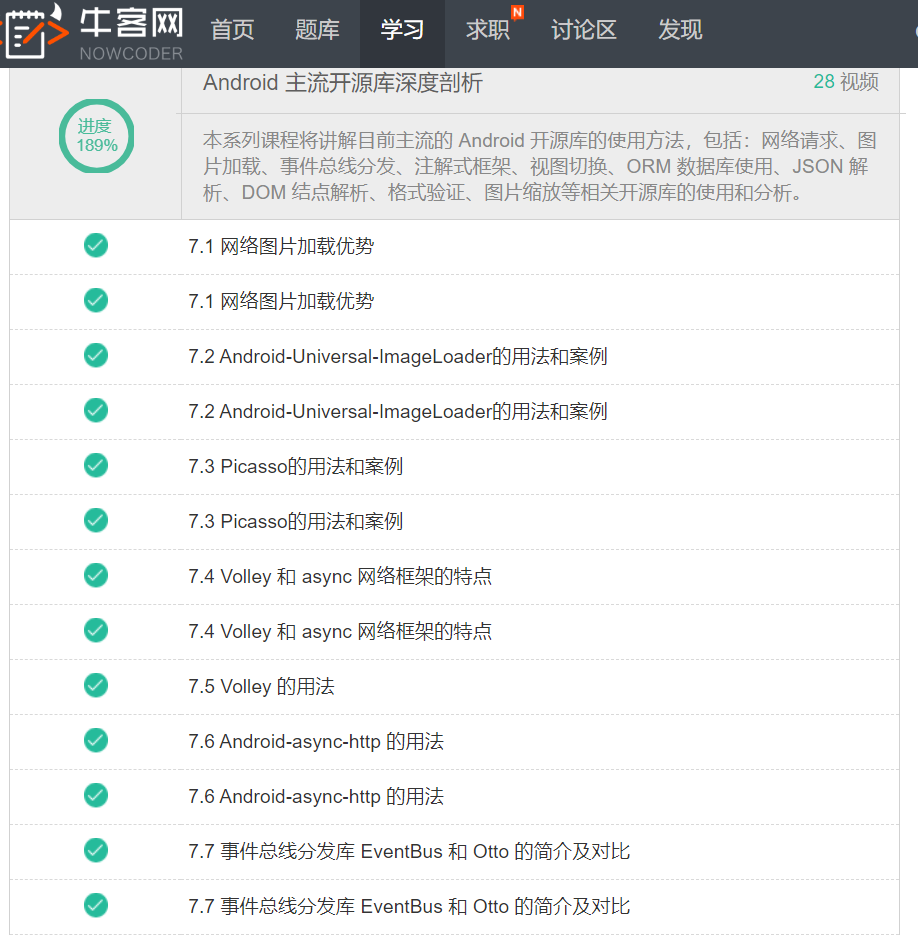 牛客网
NOWCODER
首页 题库 学习 求职 N 讨论区 发现
Android 主流开源库深度剖析 28 视频
进度
189%
本系列课程将讲解目前主流的 Android 开源库的使用方法，包括：网络请求、图
片加载、事件总线分发、注解式框架、视图切换、ORM 数据库使用、JSON 解
析、DOM 结点解析、格式验证、图片缩放等相关开源库的使用和分析。
7.1 网络图片加载优势
7.1 网络图片加载优势
7.2 Android-Universal-ImageLoader的用法和案例
7.2 Android-Universal-ImageLoader的用法和案例
7.3 Picasso的用法和案例
7.3 Picasso的用法和案例
7.4 Volley 和 async 网络框架的特点
7.4 Volley 和 async 网络框架的特点
7.5 Volley 的用法
7.6 Android-async-http 的用法
7.6 Android-async-http 的用法
7.7 事件总线分发库 EventBus 和 Otto 的简介及对比
7.7 事件总线分发库 EventBus 和 Otto 的简介及对比